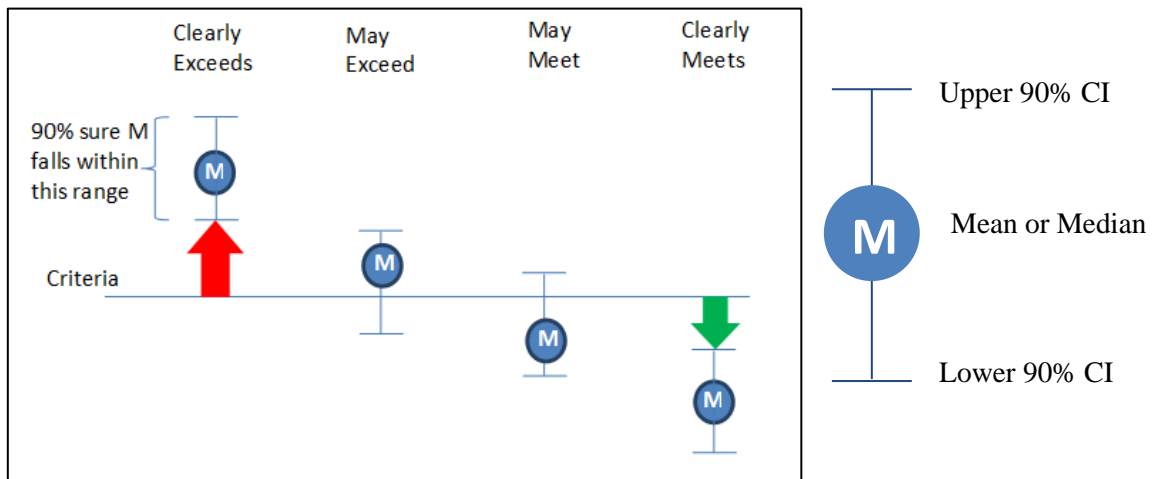 Clearly
Exceeds
May
Exceed
May
Meet
Clearly
Meets
90% sure M
falls within
this range
M
M
Criteria
M
M
Upper 90% CI
M
Mean or Median
Lower 90% CI